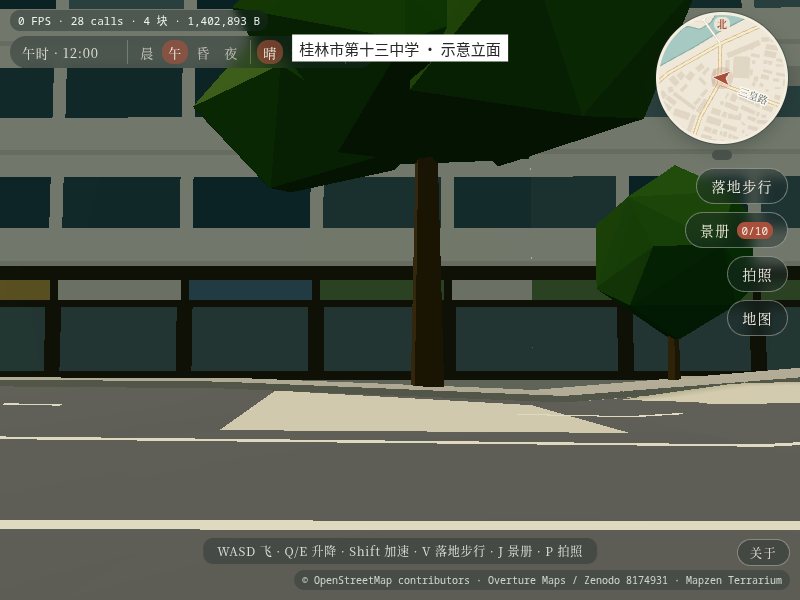 0 FPS · 28 calls · 4 块 · 1,402,893 B
午时 · 12:00 晨 午 昏 夜 晴
桂林市第十三中学 · 示意立面
北
三皇路
落地步行
景册 0/10
拍照
地图
WASD 飞 · Q/E 升降 · Shift 加速 · V 落地步行 · J 景册 · P 拍照
关于
© OpenStreetMap contributors · Overture Maps / Zenodo 8174931 · Mapzen Terrarium